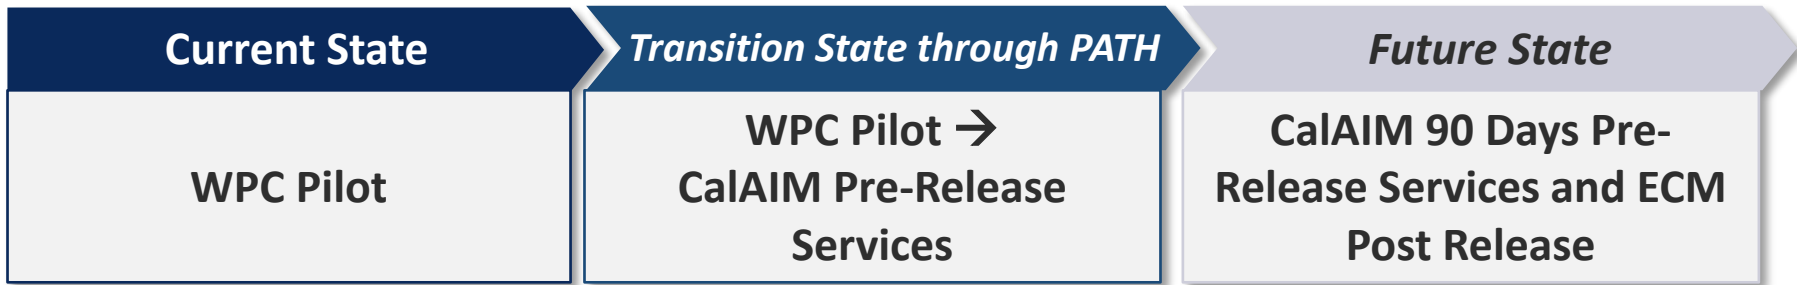 Current State
Transition State through PATH
Future State
WPC Pilot
WPC Pilot →
CalAIM Pre-Release
Services
CalAIM 90 Days Pre-
Release Services and ECM
Post Release